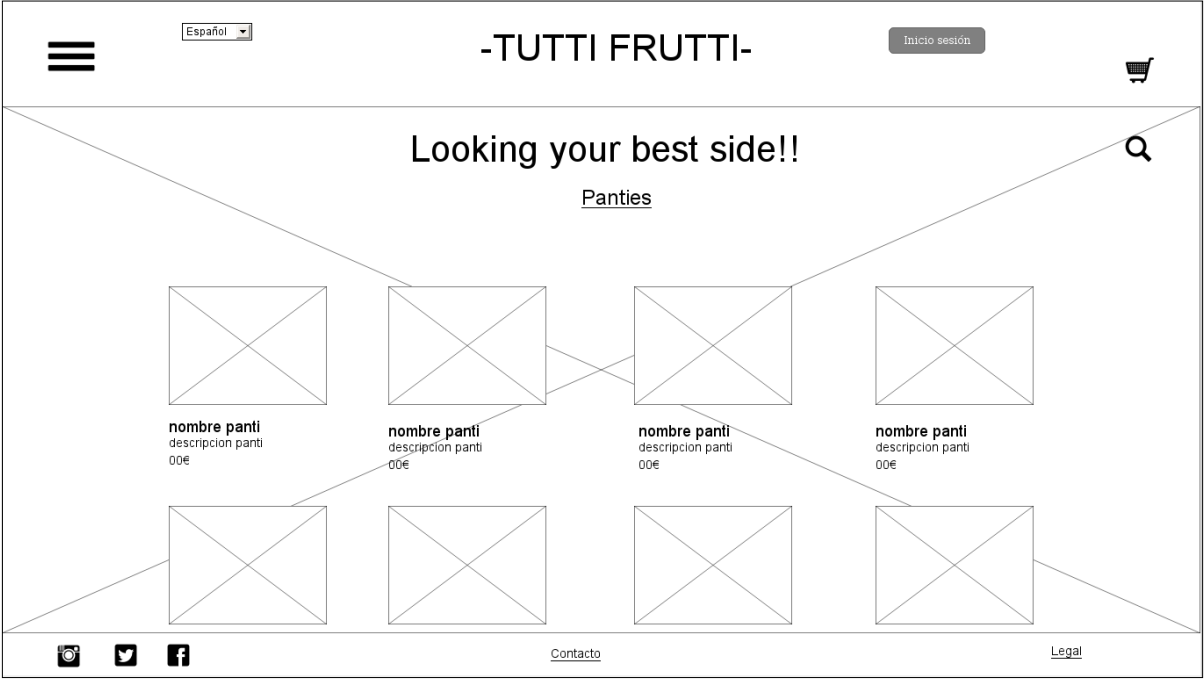 Español
-TUTTI FRUTTI-
Inicio sesión
Looking your best side!!
Panties
nombre panti
descripcion panti
00€
nombre panti
descripcion panti
00€
nombre panti
descripcion panti
00€
nombre panti
descripcion panti
00€
Contacto
Legal